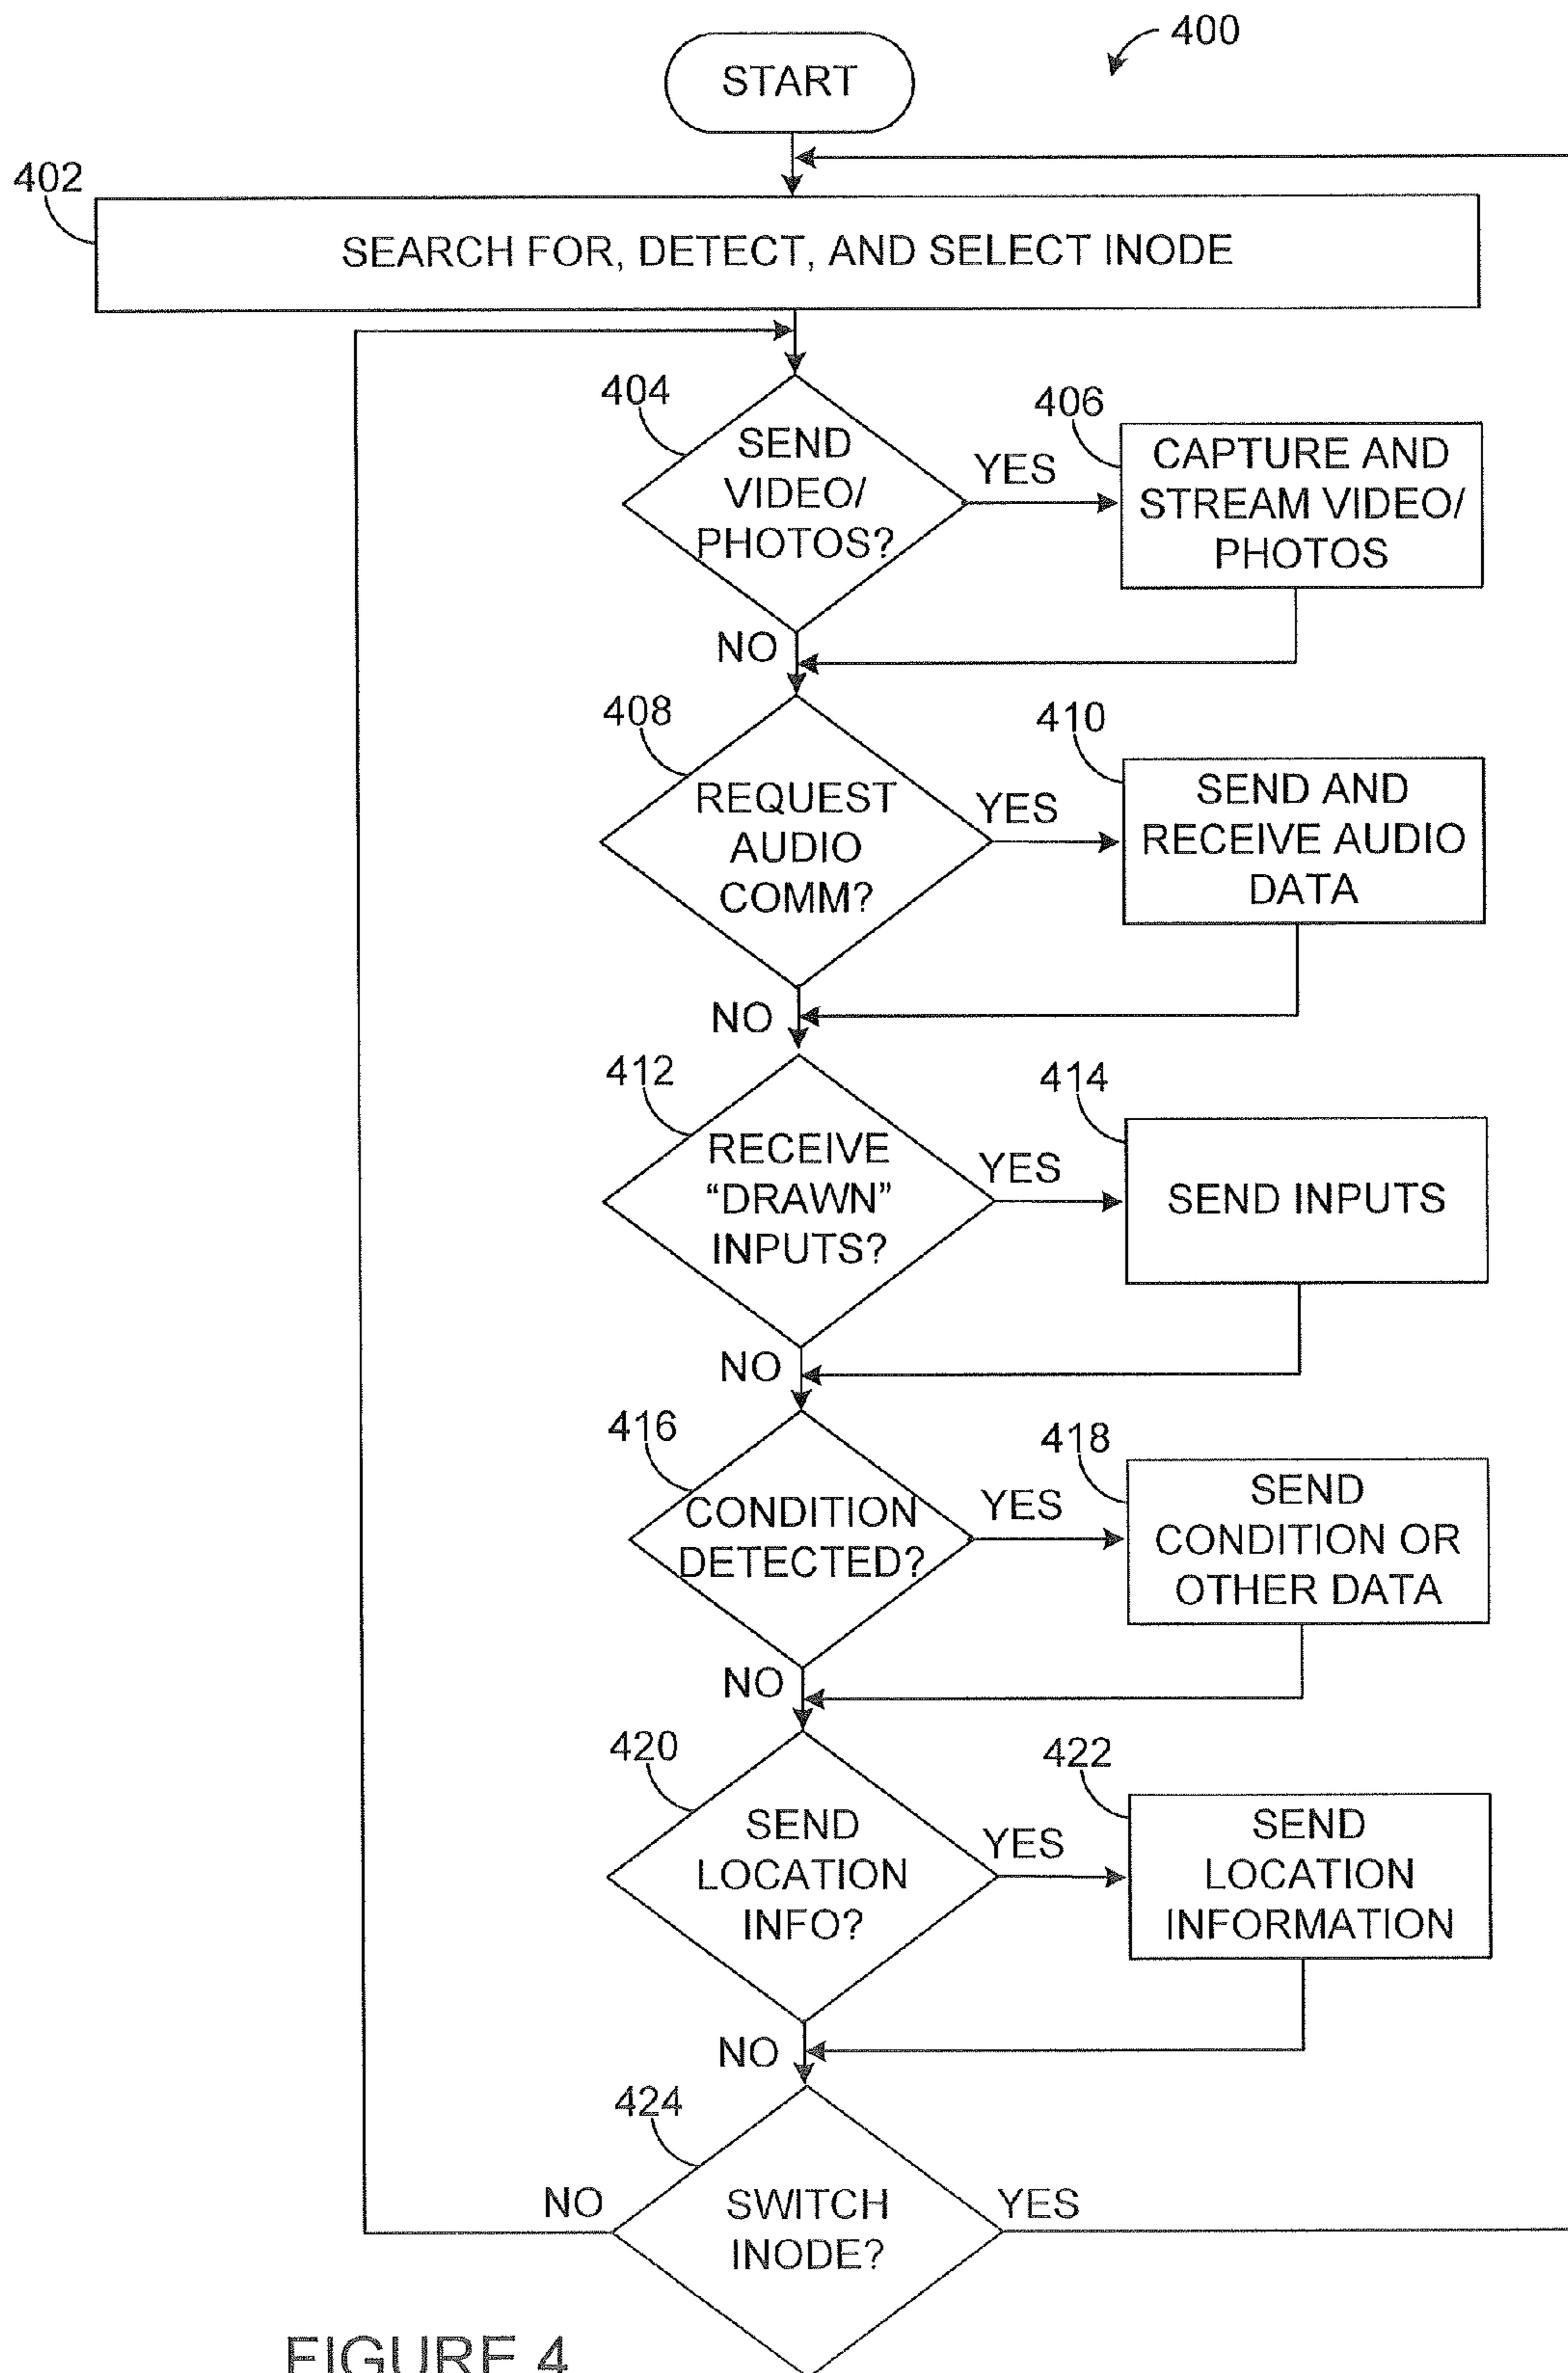 400
START
402
SEARCH FOR, DETECT, AND SELECT INODE
404
SEND
VIDEO/
PHOTOS?
YES
406
CAPTURE AND
STREAM VIDEO/
PHOTOS
NO
408
REQUEST
AUDIO
COMM?
YES
410
SEND AND
RECEIVE AUDIO
DATA
NO
412
RECEIVE
“DRAWN”
INPUTS?
YES
414
SEND INPUTS
NO
416
CONDITION
DETECTED?
YES
418
SEND
CONDITION OR
OTHER DATA
NO
420
SEND
LOCATION
INFO?
YES
422
SEND
LOCATION
INFORMATION
NO
424
SWITCH
INODE?
NO
YES
FIGURE 4